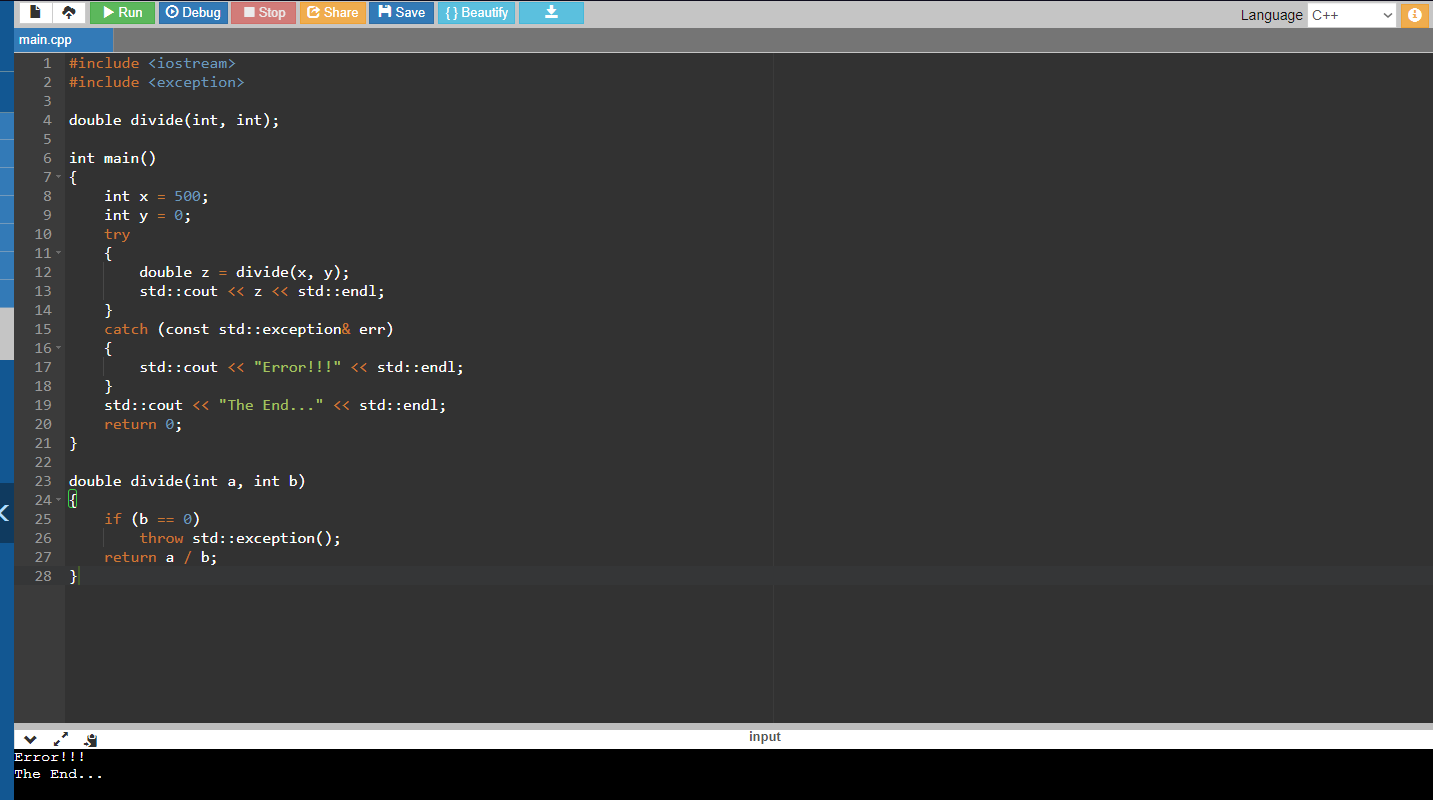 Run Debug Stop Share Save { } Beautify Language C++
main.cpp
1 #include <iostream>
2 #include <exception>
3
4 double divide(int, int);
5
6 int main()
7 {
8     int x = 500;
9     int y = 0;
10     try
11     {
12         double z = divide(x, y);
13         std::cout << z << std::endl;
14     }
15     catch (const std::exception& err)
16     {
17         std::cout << "Error!!!" << std::endl;
18     }
19     std::cout << "The End..." << std::endl;
20     return 0;
21 }
22
23 double divide(int a, int b)
24 {
25     if (b == 0)
26         throw std::exception();
27     return a / b;
28 }
input
Error!!!
The End...